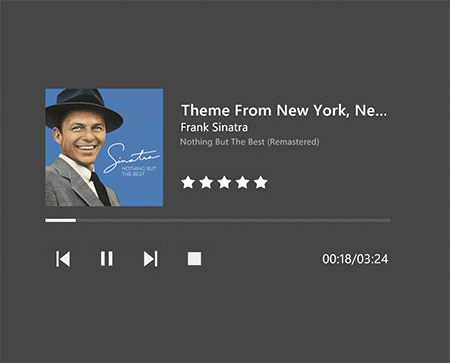 Theme From New York, Ne...
Frank Sinatra
Nothing But The Best (Remastered)
Sinatra
NOTHING BUT
THE BEST
00:18/03:24